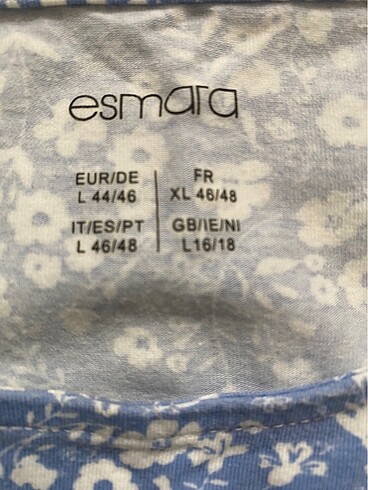 esmara
EUR/DE
L 44/46
FR
XL 46/48
IT/ES/PT
L 46/48
GB/IE/NI
L16/18